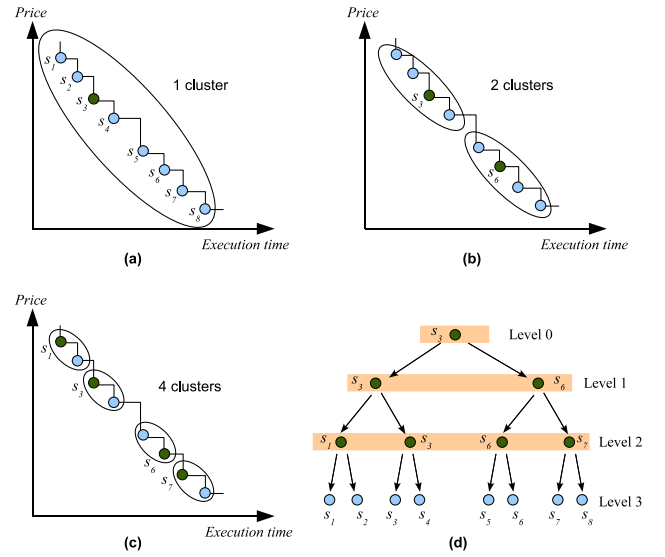 Price
1 cluster
s1
s2
s3
s4
s5
s6
s7
s8
Execution time
(a)
Price
2 clusters
s3
s6
Execution time
(b)
Price
4 clusters
s1
s3
s6
s7
Execution time
(c)
s3 Level 0
s3 s6 Level 1
s1 s3 s6 s7 Level 2
Level 3
s1 s2 s3 s4 s5 s6 s7 s8
(d)